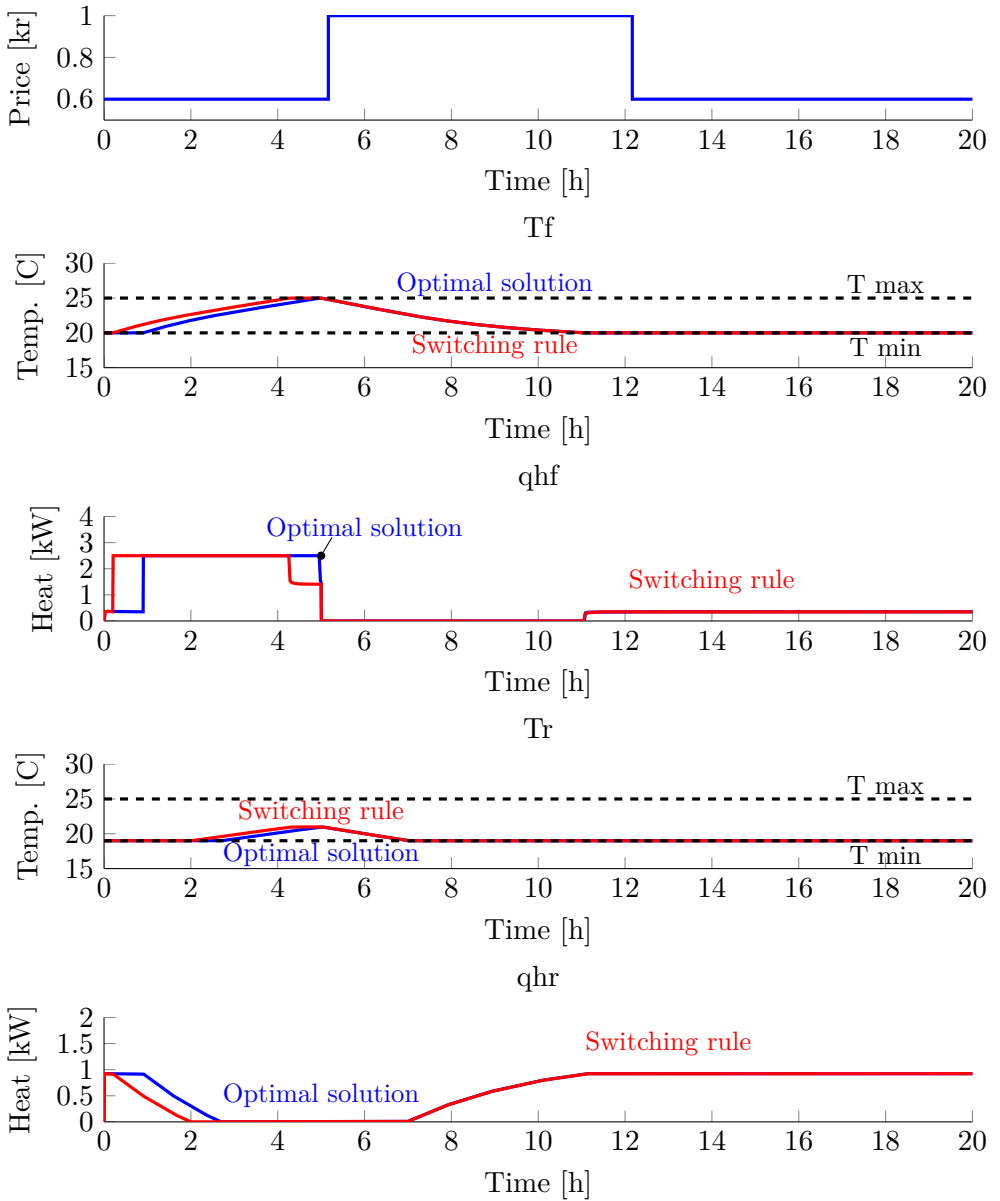 Price [kr]
1
0.8
0.6
0 2 4 6 8 10 12 14 16 18 20
Time [h]
Tf
Temp. [C]
30
25
20
15
Optimal solution
T max
Switching rule
T min
0 2 4 6 8 10 12 14 16 18 20
Time [h]
qhf
Heat [kW]
4
3
2
1
0
Optimal solution
Switching rule
0 2 4 6 8 10 12 14 16 18 20
Time [h]
Tr
Temp. [C]
30
25
20
15
T max
Switching rule
Optimal solution
T min
0 2 4 6 8 10 12 14 16 18 20
Time [h]
qhr
Heat [kW]
2
1.5
1
0.5
0
Switching rule
Optimal solution
0 2 4 6 8 10 12 14 16 18 20
Time [h]